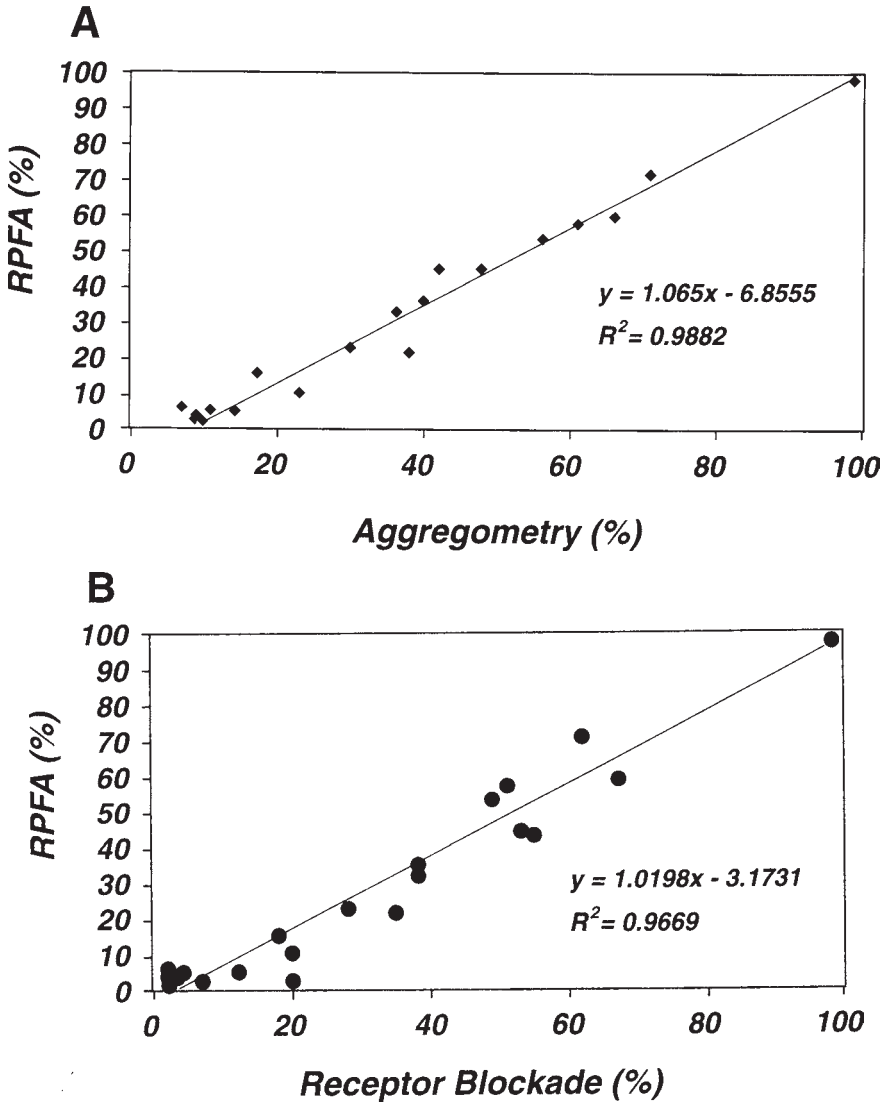 A
100
90
80
70
60
50
40
30
20
10
0
RPFA (%)
y = 1.065x - 6.8555
R²= 0.9882
0 20 40 60 80 100
Aggregometry (%)
B
100
90
80
70
60
50
40
30
20
10
0
RPFA (%)
y = 1.0198x - 3.1731
R²= 0.9669
0 20 40 60 80 100
Receptor Blockade (%)